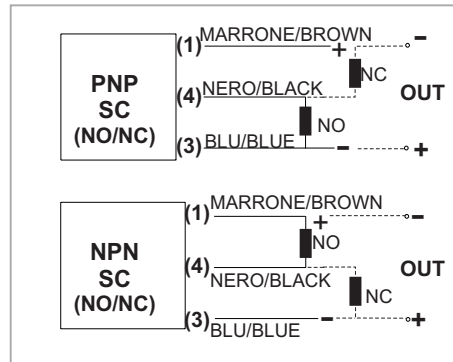 (1) MARRONE/BROWN
+
-
PNP
SC
(NO/NC)
(4) NERO/BLACK
NC
OUT
NO
(3) BLU/BLUE
-
+
(1) MARRONE/BROWN
+
-
NO
NPN
SC
(NO/NC)
(4)
NERO/BLACK
OUT
NC
(3)
BLU/BLUE
-
+